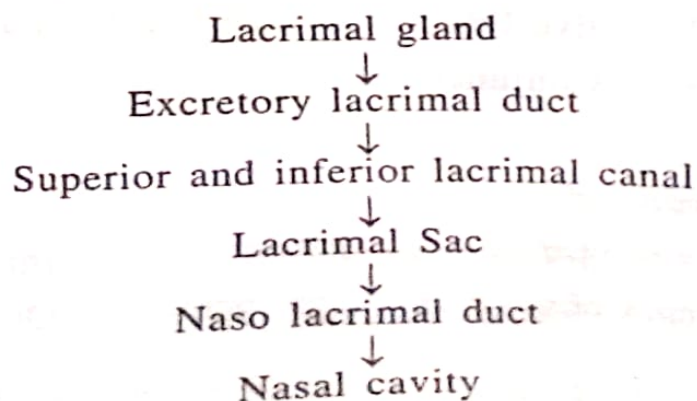 Lacrimal gland
↓
Excretory lacrimal duct
↓
Superior and inferior lacrimal canal
↓
Lacrimal Sac
↓
Naso lacrimal duct
↓
Nasal cavity